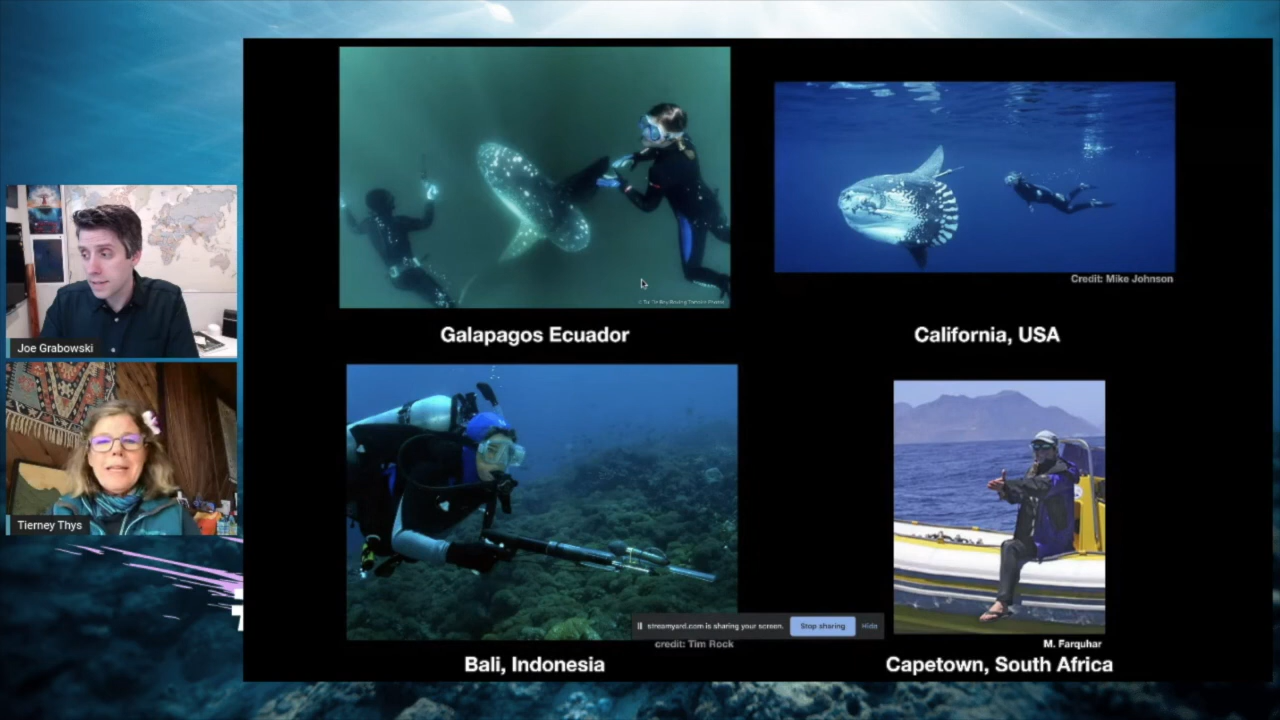 Galapagos Ecuador
Credit: Mike Johnson
California, USA
Joe Grabowski
Tierney Thys
streamyard.com is sharing your screen.
Stop sharing
Hide
credit: Tim Rock
Bali, Indonesia
M. Farquhar
Capetown, South Africa